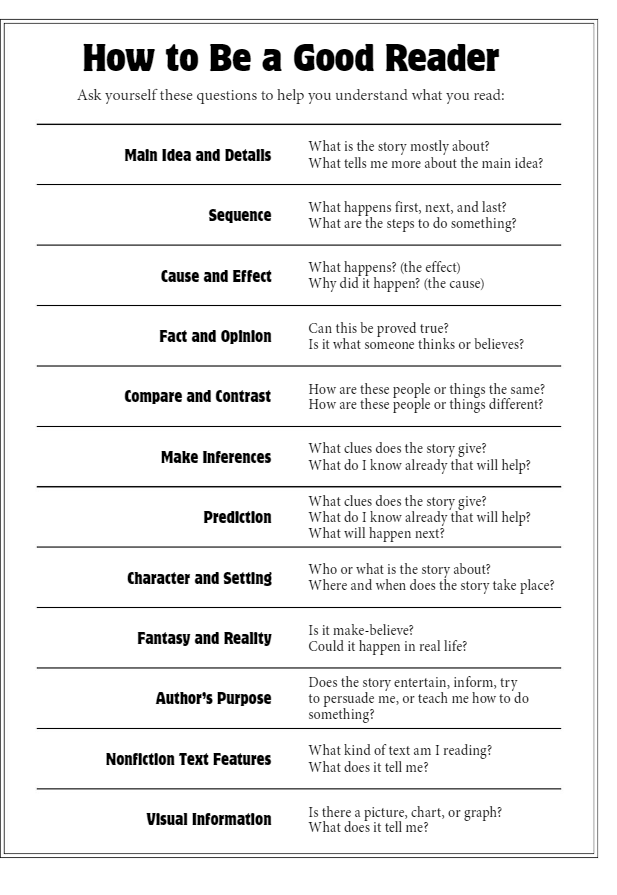 How to Be a Good Reader
Ask yourself these questions to help you understand what you read:
Main Idea and Details
What is the story mostly about?
What tells me more about the main idea?
Sequence
What happens first, next, and last?
What are the steps to do something?
Cause and Effect
What happens? (the effect)
Why did it happen? (the cause)
Fact and Opinion
Can this be proved true?
Is it what someone thinks or believes?
Compare and Contrast
How are these people or things the same?
How are these people or things different?
Make Inferences
What clues does the story give?
What do I know already that will help?
Prediction
What clues does the story give?
What do I know already that will help?
What will happen next?
Character and Setting
Who or what is the story about?
Where and when does the story take place?
Fantasy and Reality
Is it make-believe?
Could it happen in real life?
Author's Purpose
Does the story entertain, inform, try
to persuade me, or teach me how to do
something?
Nonfiction Text Features
What kind of text am I reading?
What does it tell me?
Visual Information
Is there a picture, chart, or graph?
What does it tell me?